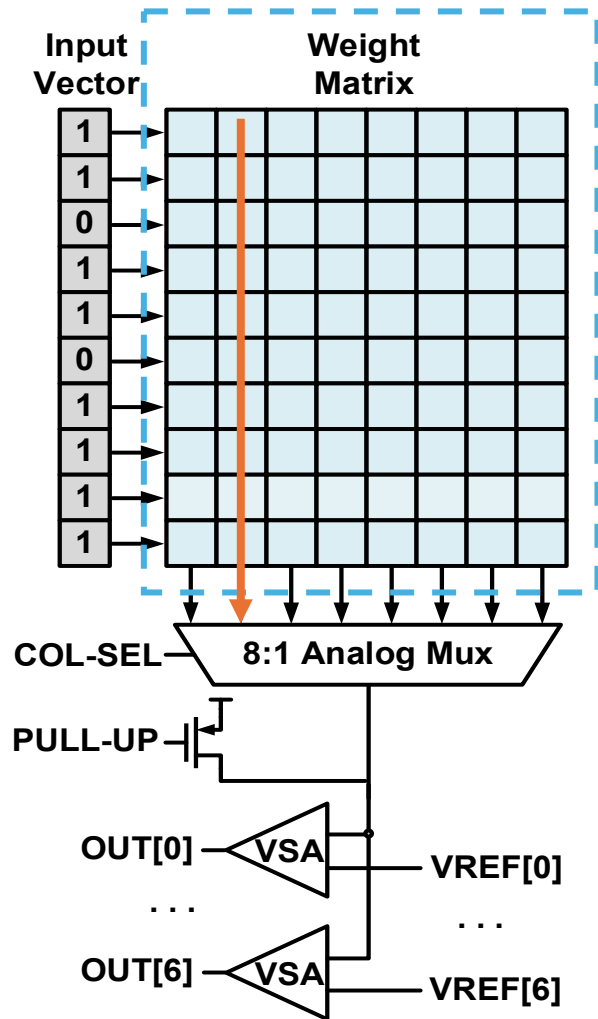 Input
Vector
Weight
Matrix
1
1
0
1
1
0
1
1
1
1
COL-SEL
8:1 Analog Mux
PULL-UP
OUT[0]
VSA
VREF[0]
. . .
. . .
OUT[6]
VSA
VREF[6]